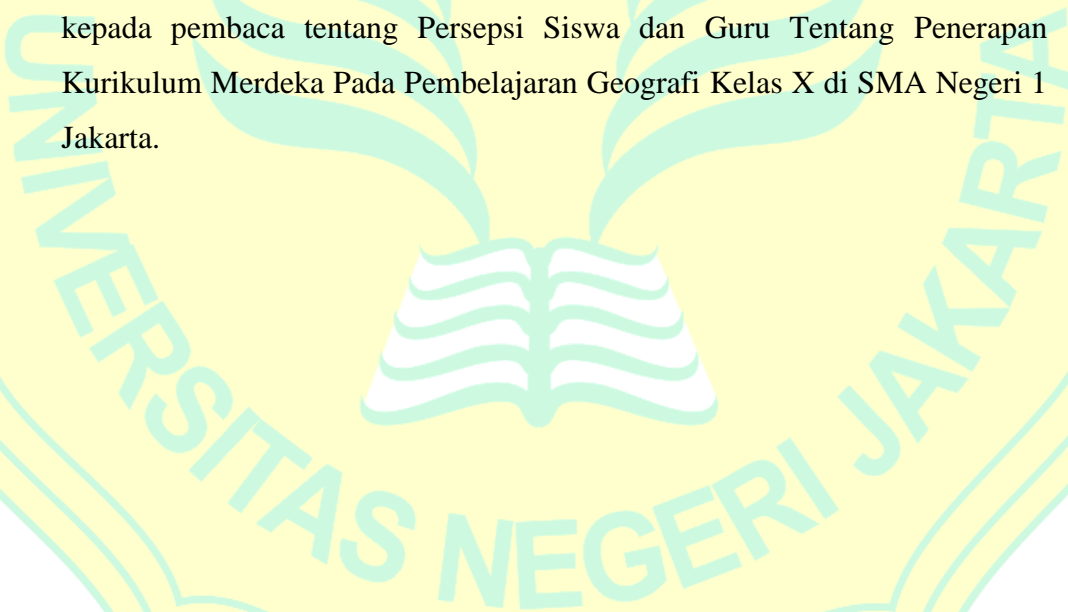 kepada pembaca tentang Persepsi Siswa dan Guru Tentang Penerapan
Kurikulum Merdeka Pada Pembelajaran Geografi Kelas X di SMA Negeri 1
Jakarta.
UNIVERSITAS NEGERI JAKARTA